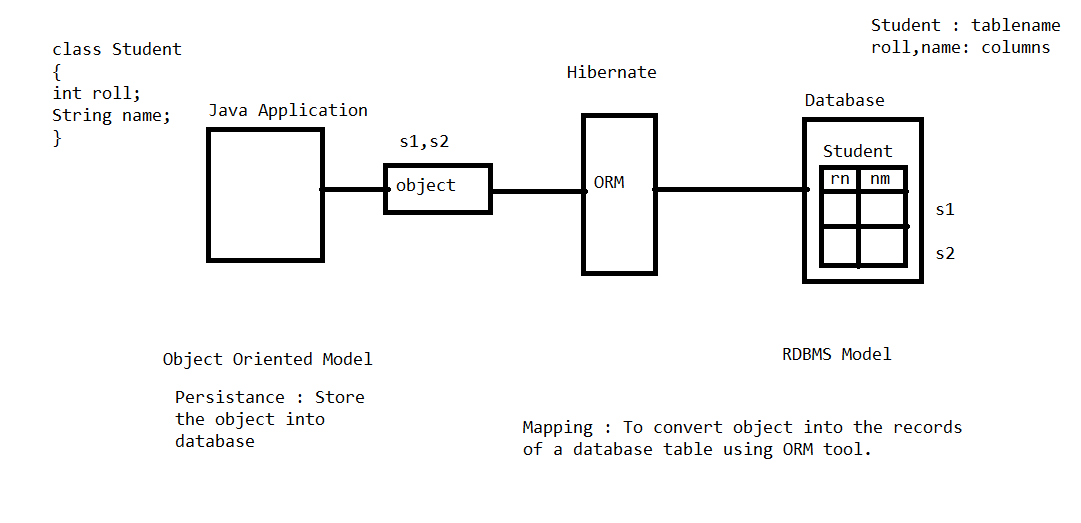 Student : tablename
roll,name: columns
class Student
{
int roll;
String name;
}
Java Application
s1,s2
object
Hibernate
ORM
Database
Student
rn nm
s1
s2
Object Oriented Model
RDBMS Model
Persistance : Store
the object into
database
Mapping : To convert object into the records
of a database table using ORM tool.